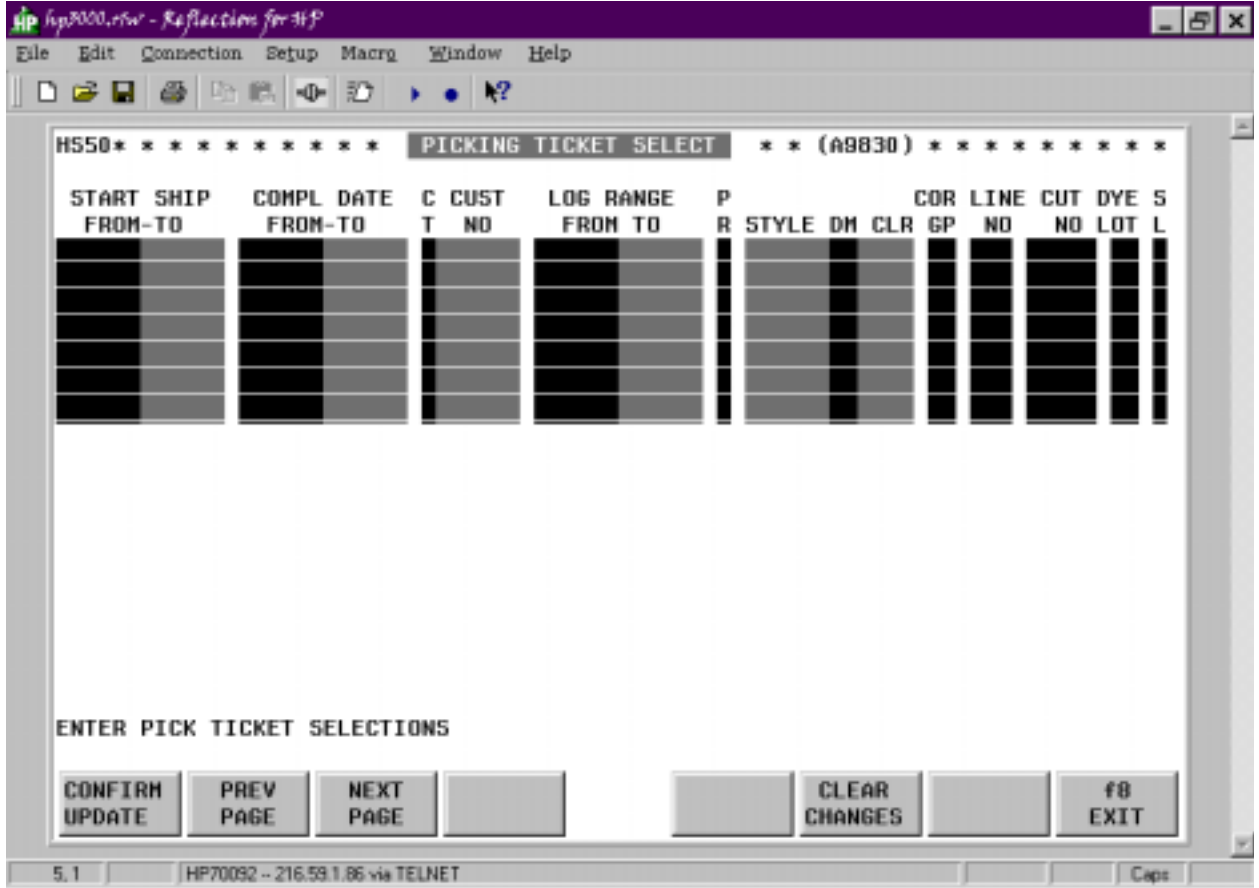 hp3000.rfw - Reflection for HP
File Edit Connection Setup Macro Window Help
HS50* * * * * * * * * * PICKING TICKET SELECT * * (A9830) * * * * * * * * *
START SHIP COMPL DATE C CUST LOG RANGE P COR LINE CUT DYE S
FROM-TO FROM-TO T NO FROM TO R STYLE DM CLR GP NO NO LOT L
ENTER PICK TICKET SELECTIONS
CONFIRM PREV NEXT CLEAR f8
UPDATE PAGE PAGE CHANGES EXIT
5, 1 HP70092 -- 216.59.1.86 via TELNET Caps